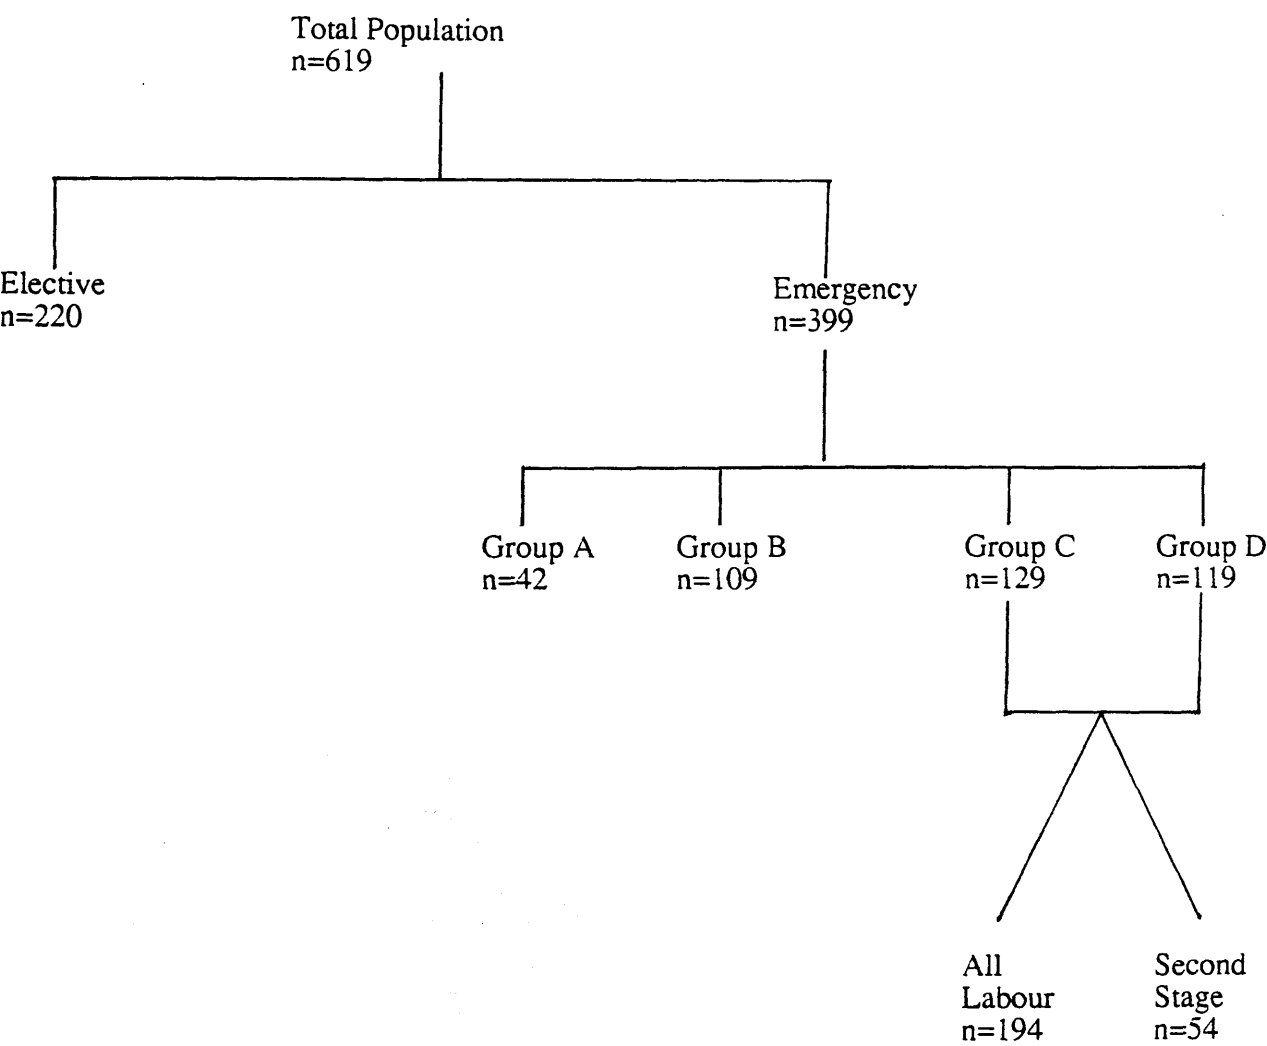 Total Population
n=619
Elective
n=220
Emergency
n=399
Group A
n=42
Group B
n=109
Group C
n=129
Group D
n=119
All
Labour
n=194
Second
Stage
n=54